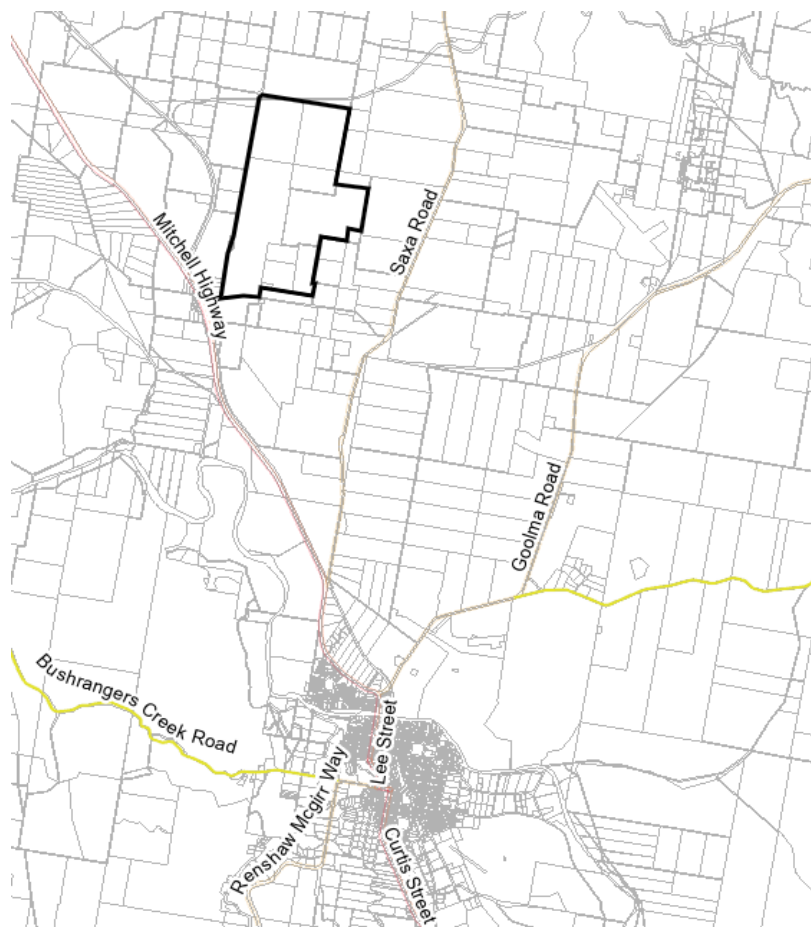 Mitchell Highway
Saxa Road
Goolma Road
Bushrangers Creek Road
Lee Street
Renshaw Mcgirr Way
Curtis Street